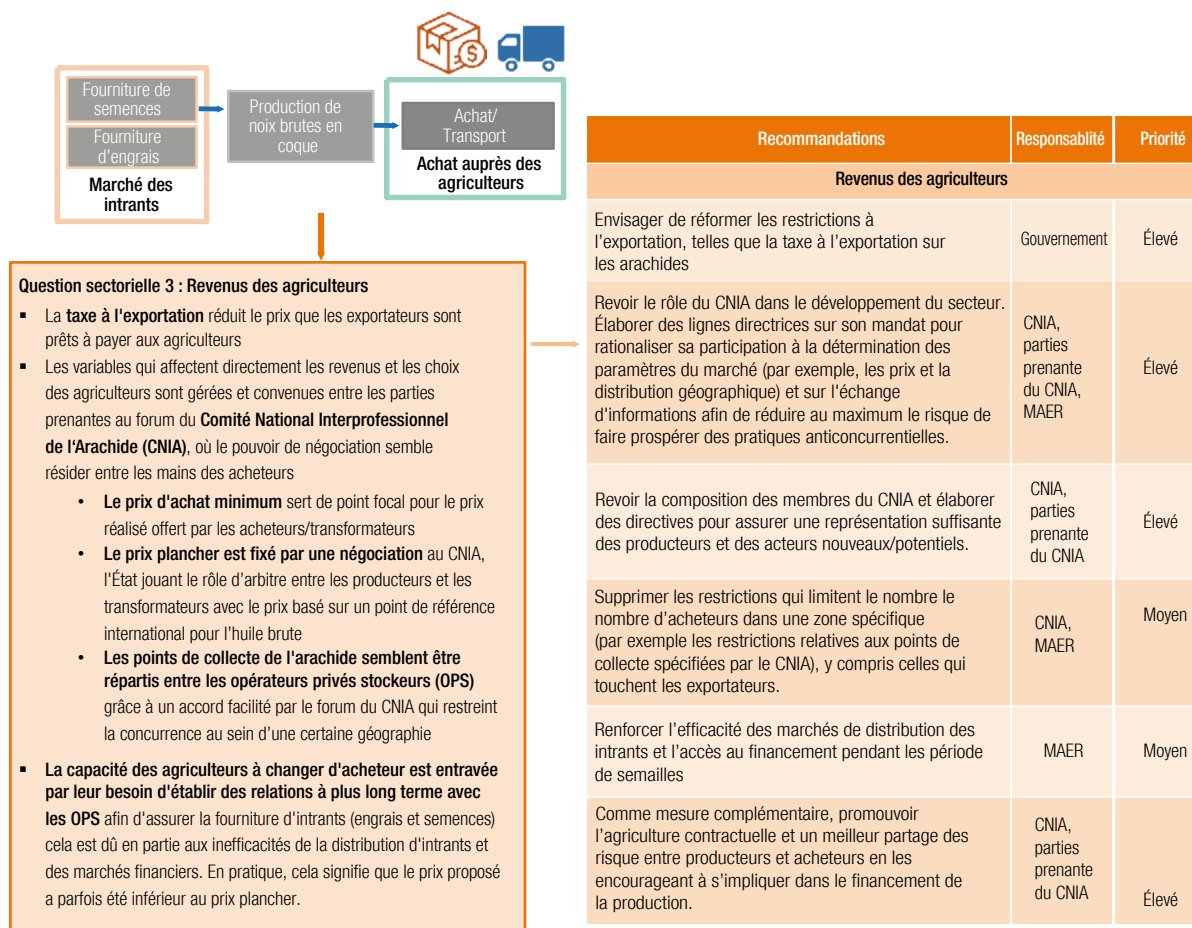 Fourniture de
semences
Fourniture
d'engrais
Marché des
intrants
Production de
noix brutes en
coque
$
Achat/
Transport
Achat auprès des
agriculteurs
Question sectorielle 3 : Revenus des agriculteurs
▪ La taxe à l'exportation réduit le prix que les exportateurs sont
prêts à payer aux agriculteurs
▪ Les variables qui affectent directement les revenus et les choix
des agriculteurs sont gérées et convenues entre les parties
prenantes au forum du Comité National Interprofessionnel
de l'Arachide (CNIA), où le pouvoir de négociation semble
résider entre les mains des acheteurs
• Le prix d'achat minimum sert de point focal pour le prix
réalisé offert par les acheteurs/transformateurs
• Le prix plancher est fixé par une négociation au CNIA,
l'État jouant le rôle d'arbitre entre les producteurs et les
transformateurs avec le prix basé sur un point de référence
international pour l'huile brute
• Les points de collecte de l'arachide semblent être
répartis entre les opérateurs privés stockeurs (OPS)
grâce à un accord facilité par le forum du CNIA qui restreint
la concurrence au sein d'une certaine géographie
▪ La capacité des agriculteurs à changer d'acheteur est entravée
par leur besoin d'établir des relations à plus long terme avec
les OPS afin d'assurer la fourniture d'intrants (engrais et semences)
cela est dû en partie aux inefficacités de la distribution d'intrants et
des marchés financiers. En pratique, cela signifie que le prix proposé
a parfois été inférieur au prix plancher.
Recommandations Responsablité Priorité
Revenus des agriculteurs
Envisager de réformer les restrictions à
l'exportation, telles que la taxe à l'exportation sur
les arachides
Gouvernement
Élevé
Revoir le rôle du CNIA dans le développement du secteur.
Élaborer des lignes directrices sur son mandat pour
rationaliser sa participation à la détermination des
paramètres du marché (par exemple, les prix et la
distribution géographique) et sur l'échange
d'informations afin de réduire au maximum le risque de
faire prospérer des pratiques anticoncurrentielles.
CNIA,
parties
prenante
du CNIA,
MAER
Élevé
Revoir la composition des membres du CNIA et élaborer
des directives pour assurer une représentation suffisante
des producteurs et des acteurs nouveaux/potentiels.
CNIA,
parties
prenante
du CNIA
Élevé
Supprimer les restrictions qui limitent le nombre le
nombre d'acheteurs dans une zone spécifique
(par exemple les restrictions relatives aux points de
collecte spécifiées par le CNIA), y compris celles qui
touchent les exportateurs.
CNIA,
MAER
Moyen
Renforcer l'efficacité des marchés de distribution des
intrants et l'accès au financement pendant les période
de semailles
MAER
Moyen
Comme mesure complémentaire, promouvoir
l'agriculture contractuelle et un meilleur partage des
risque entre producteurs et acheteurs en les
encourageant à s'impliquer dans le financement de
la production.
CNIA,
parties
prenante
du CNIA
Élevé